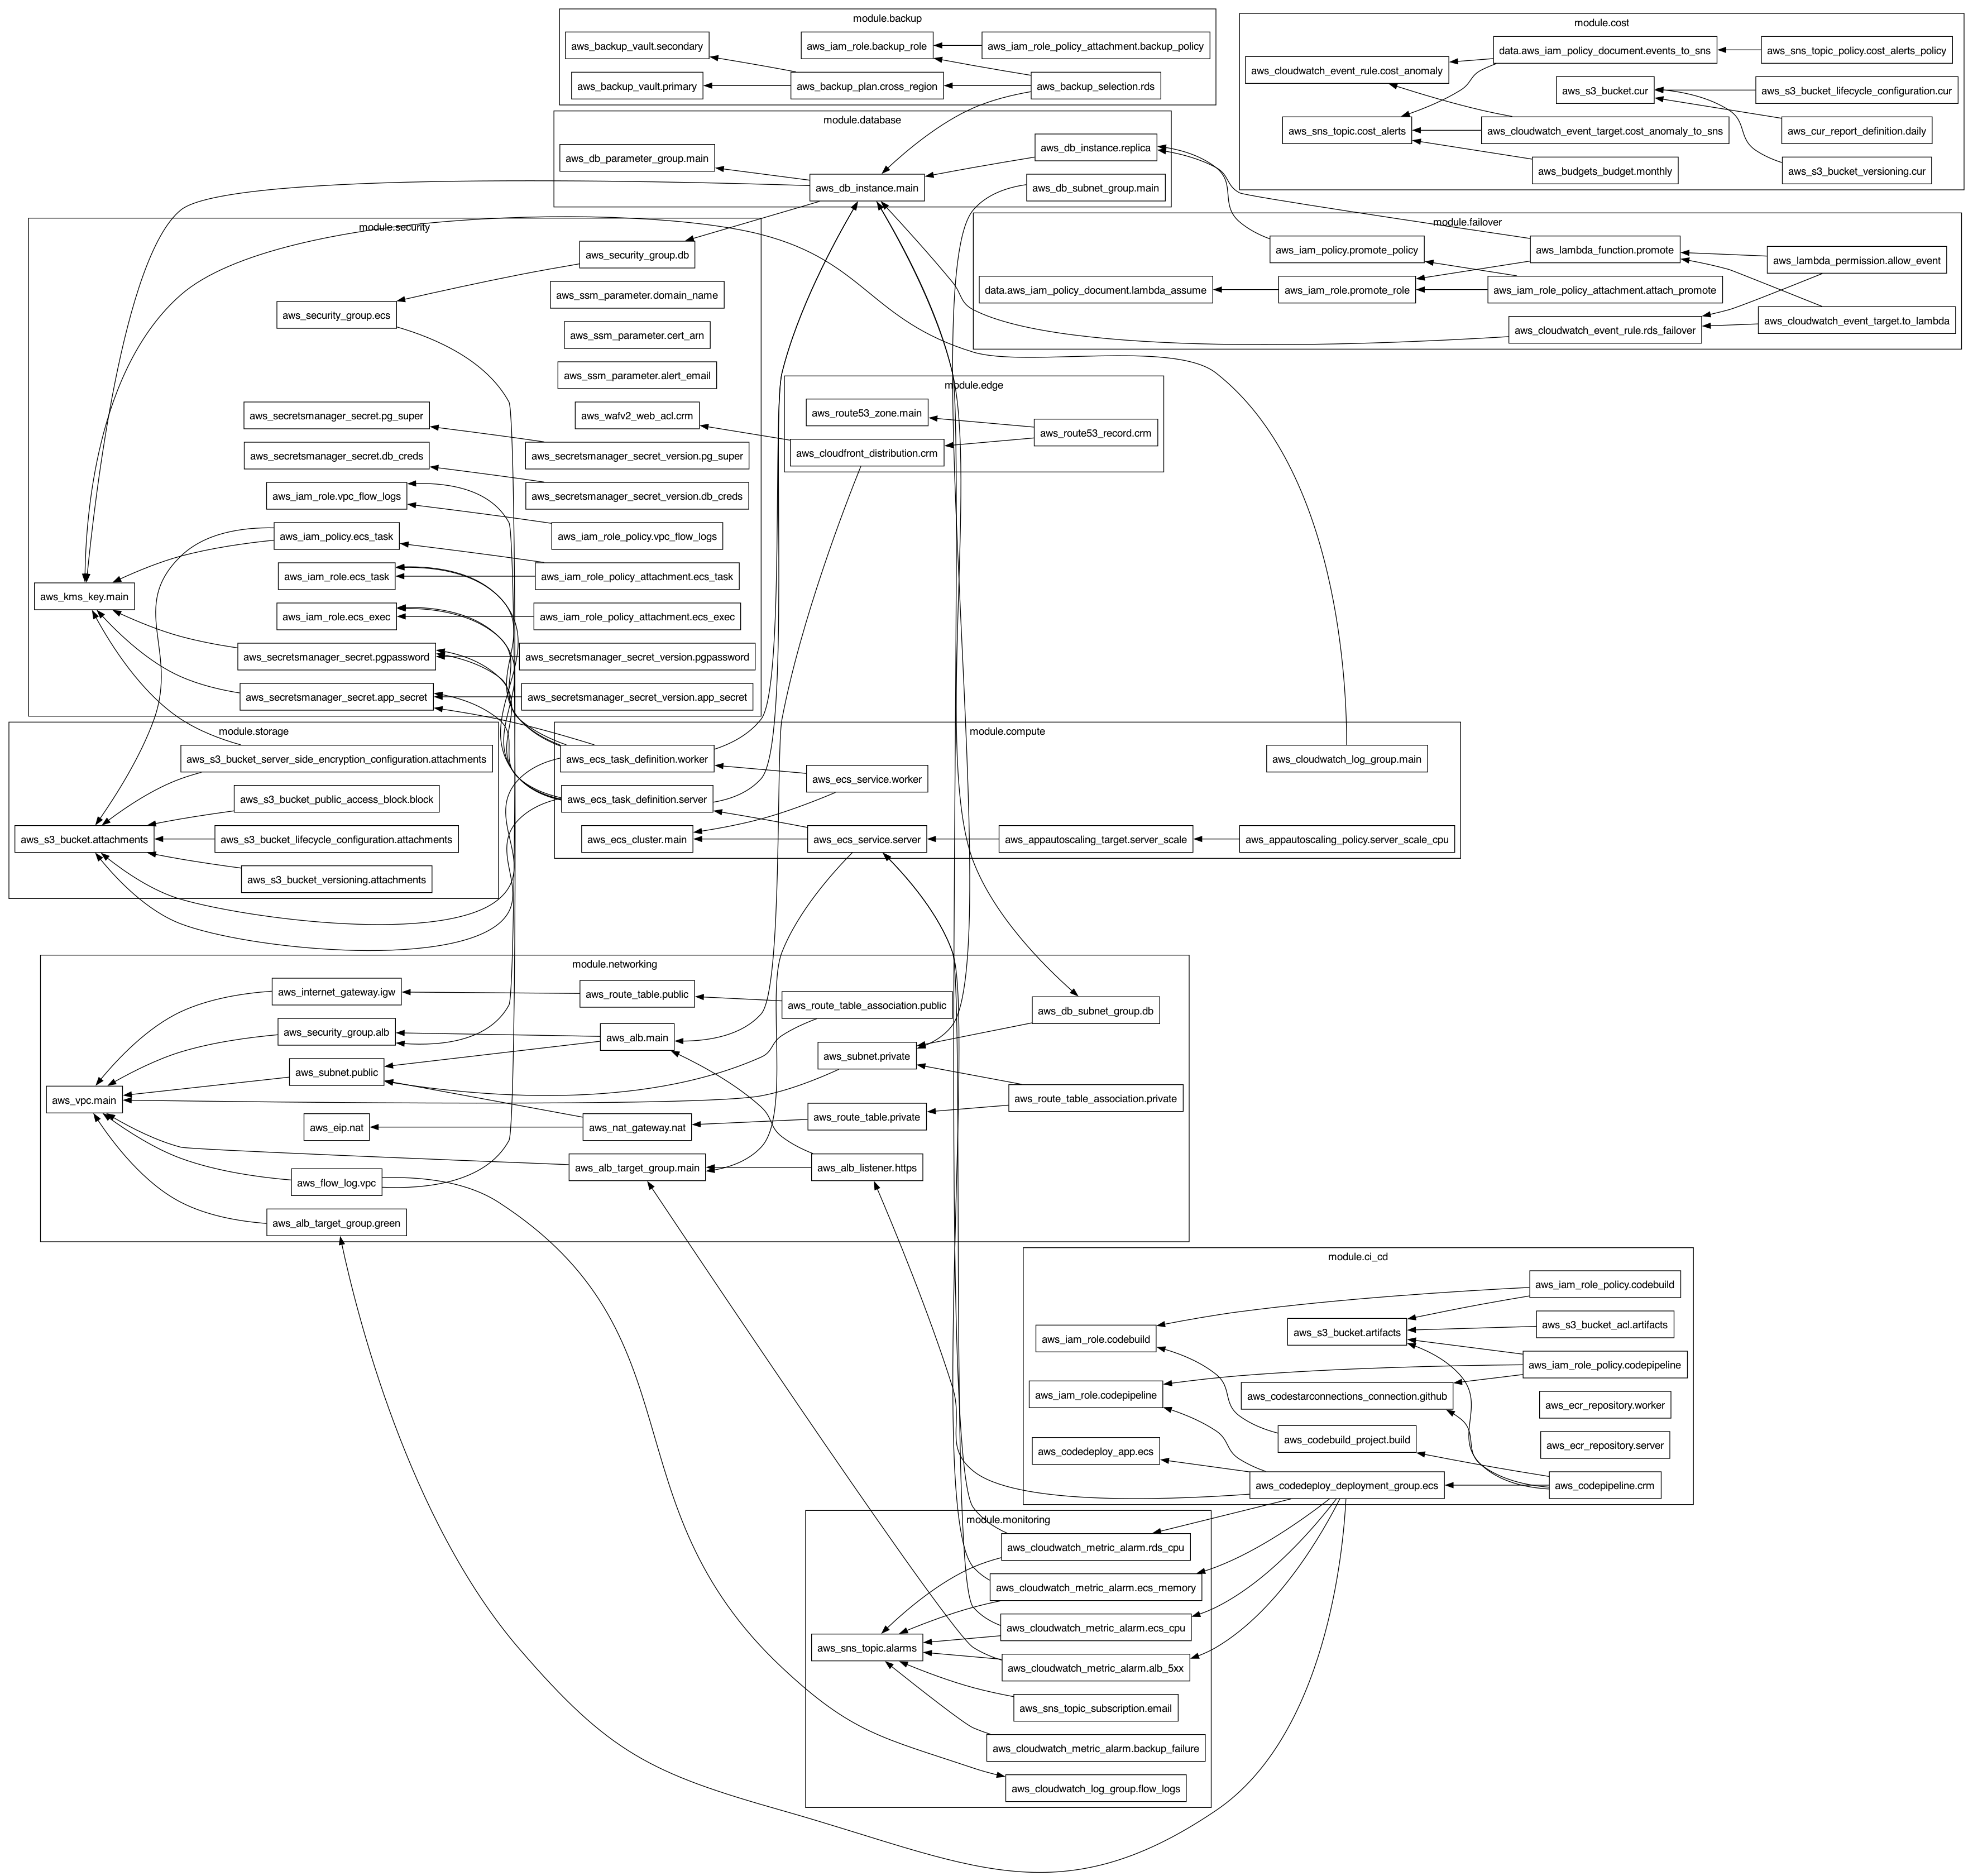 module.backup
aws_backup_vault.secondary
aws_iam_role.backup_role
aws_iam_role_policy_attachment.backup_policy
aws_backup_vault.primary
aws_backup_plan.cross_region
aws_backup_selection.rds
module.cost
data.aws_iam_policy_document.events_to_sns
aws_sns_topic_policy.cost_alerts_policy
aws_cloudwatch_event_rule.cost_anomaly
aws_s3_bucket.cur
aws_s3_bucket_lifecycle_configuration.cur
aws_sns_topic.cost_alerts
aws_cloudwatch_event_target.cost_anomaly_to_sns
aws_cur_report_definition.daily
aws_budgets_budget.monthly
aws_s3_bucket_versioning.cur
module.database
aws_db_parameter_group.main
aws_db_instance.replica
aws_db_instance.main
aws_db_subnet_group.main
module.failover
aws_iam_policy.promote_policy
aws_lambda_function.promote
aws_lambda_permission.allow_event
data.aws_iam_policy_document.lambda_assume
aws_iam_role.promote_role
aws_iam_role_policy_attachment.attach_promote
aws_cloudwatch_event_rule.rds_failover
aws_cloudwatch_event_target.to_lambda
module.security
aws_security_group.db
aws_ssm_parameter.domain_name
aws_security_group.ecs
aws_ssm_parameter.cert_arn
aws_ssm_parameter.alert_email
aws_secretsmanager_secret.pg_super
aws_wafv2_web_acl.crm
aws_secretsmanager_secret.db_creds
aws_secretsmanager_secret_version.pg_super
aws_iam_role.vpc_flow_logs
aws_secretsmanager_secret_version.db_creds
aws_iam_policy.ecs_task
aws_iam_role_policy.vpc_flow_logs
aws_iam_role.ecs_task
aws_iam_role_policy_attachment.ecs_task
aws_kms_key.main
aws_iam_role.ecs_exec
aws_iam_role_policy_attachment.ecs_exec
aws_secretsmanager_secret.pgpassword
aws_secretsmanager_secret_version.pgpassword
aws_secretsmanager_secret.app_secret
aws_secretsmanager_secret_version.app_secret
module.edge
aws_route53_zone.main
aws_route53_record.crm
aws_cloudfront_distribution.crm
module.storage
aws_s3_bucket_server_side_encryption_configuration.attachments
aws_s3_bucket_public_access_block.block
aws_s3_bucket.attachments
aws_s3_bucket_lifecycle_configuration.attachments
aws_s3_bucket_versioning.attachments
module.compute
aws_ecs_task_definition.worker
aws_cloudwatch_log_group.main
aws_ecs_service.worker
aws_ecs_task_definition.server
aws_ecs_cluster.main
aws_ecs_service.server
aws_appautoscaling_target.server_scale
aws_appautoscaling_policy.server_scale_cpu
module.networking
aws_internet_gateway.igw
aws_route_table.public
aws_route_table_association.public
aws_db_subnet_group.db
aws_security_group.alb
aws_alb.main
aws_subnet.private
aws_subnet.public
aws_vpc.main
aws_route_table_association.private
aws_eip.nat
aws_nat_gateway.nat
aws_route_table.private
aws_alb_target_group.main
aws_alb_listener.https
aws_flow_log.vpc
aws_alb_target_group.green
module.ci_cd
aws_iam_role_policy.codebuild
aws_iam_role.codebuild
aws_s3_bucket.artifacts
aws_s3_bucket_acl.artifacts
aws_iam_role_policy.codepipeline
aws_iam_role.codepipeline
aws_codestarconnections_connection.github
aws_ecr_repository.worker
aws_codedeploy_app.ecs
aws_codebuild_project.build
aws_ecr_repository.server
aws_codedeploy_deployment_group.ecs
aws_codepipeline.crm
module.monitoring
aws_cloudwatch_metric_alarm.rds_cpu
aws_cloudwatch_metric_alarm.ecs_memory
aws_cloudwatch_metric_alarm.ecs_cpu
aws_sns_topic.alarms
aws_cloudwatch_metric_alarm.alb_5xx
aws_sns_topic_subscription.email
aws_cloudwatch_metric_alarm.backup_failure
aws_cloudwatch_log_group.flow_logs